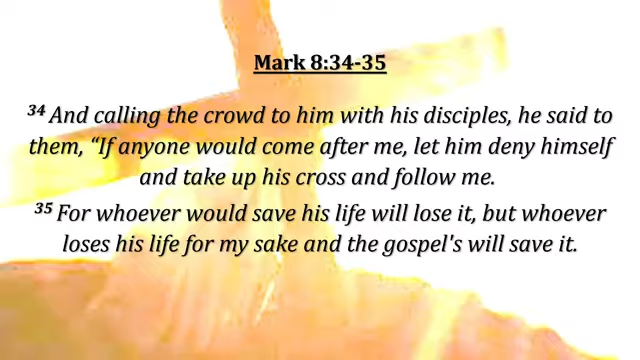 Mark 8:34-35
34 And calling the crowd to him with his disciples, he said to
them, “If anyone would come after me, let him deny himself
and take up his cross and follow me.
35 For whoever would save his life will lose it, but whoever
loses his life for my sake and the gospel's will save it.